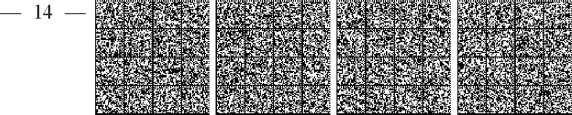 — 14 —